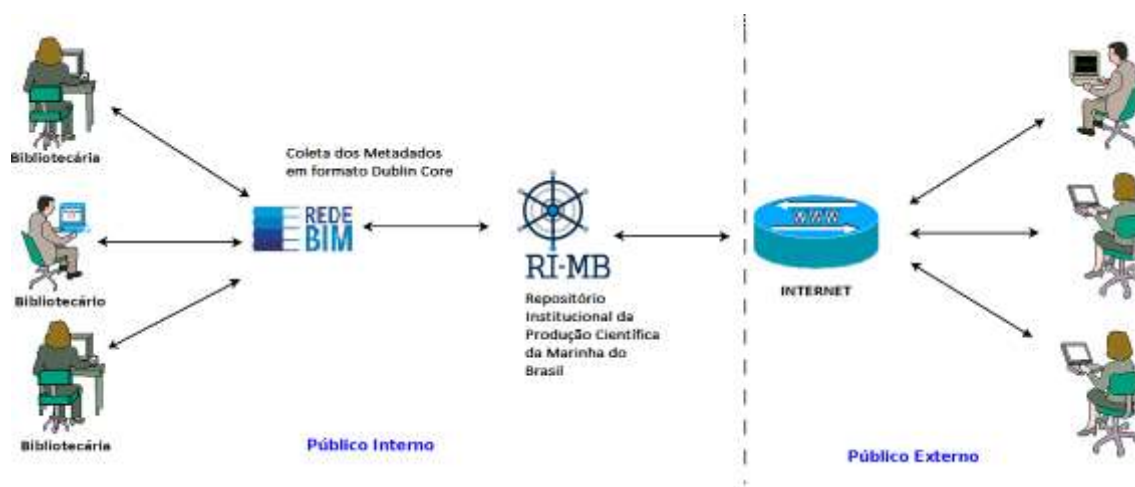 Bibliotecária
Coleta dos Metadados
em formato Dublin Core
REDE
BIM
Bibliotecário
RI-MB
Repositório
Institucional da
Produção Científica
da Marinha do
Brasil
WWW
INTERNET
Bibliotecária
Público Interno
Público Externo